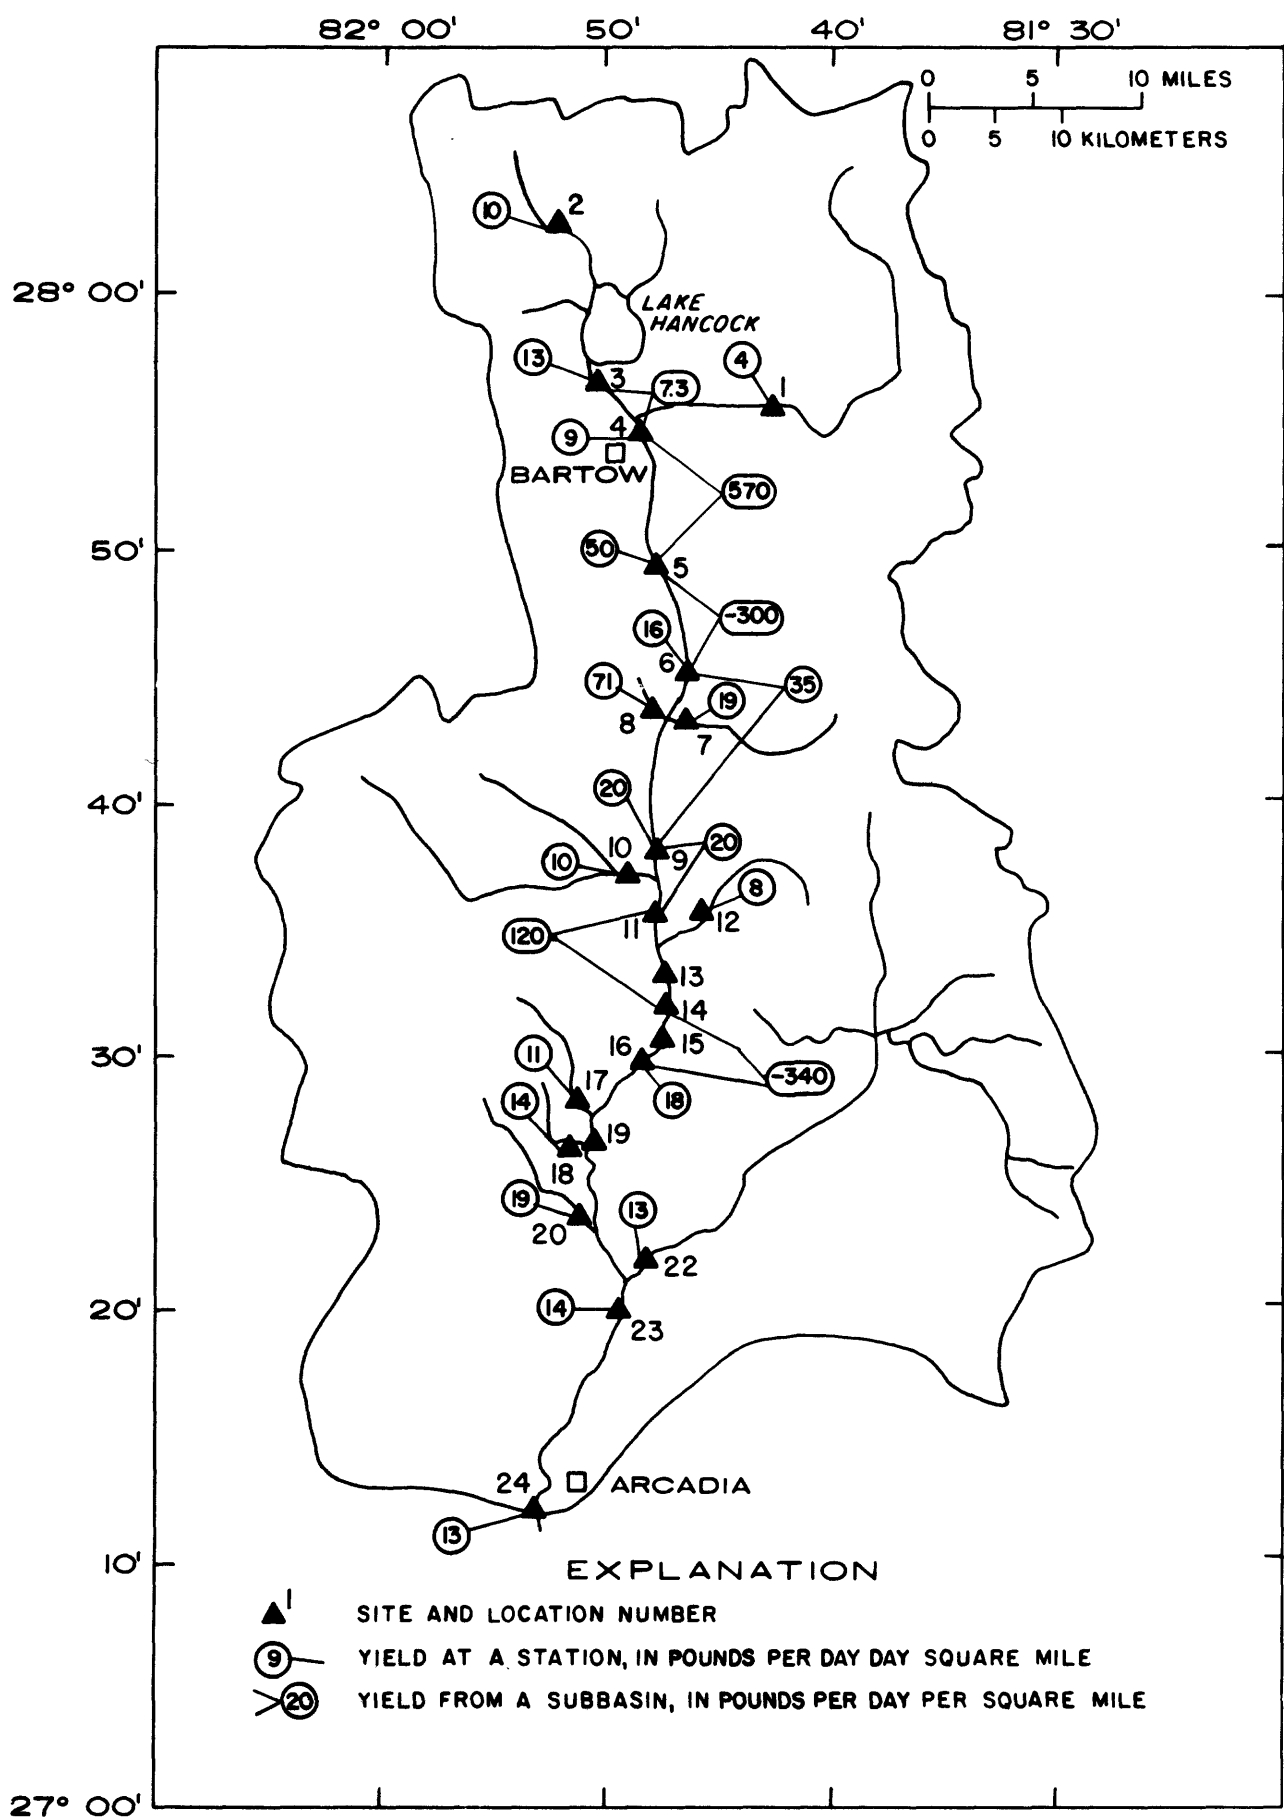 82° 00' 50' 40' 81° 30'
0 5 10 MILES
0 5 10 KILOMETERS
10 2
28° 00'
LAKE
HANCOCK
13 3 7.3 4 1
9 4
BARTOW
570
50' 50 5
-300
16 6
71 8 19 7 35
40' 20
10 10 9 20
8
120 11 12
13
14
30' 11 16 15
-340
17 18
14 19
18
19 20 13
22
20' 14 23
24 ARCADIA
13
10'
EXPLANATION
1 SITE AND LOCATION NUMBER
9 YIELD AT A STATION, IN POUNDS PER DAY DAY SQUARE MILE
20 YIELD FROM A SUBBASIN, IN POUNDS PER DAY PER SQUARE MILE
27° 00'